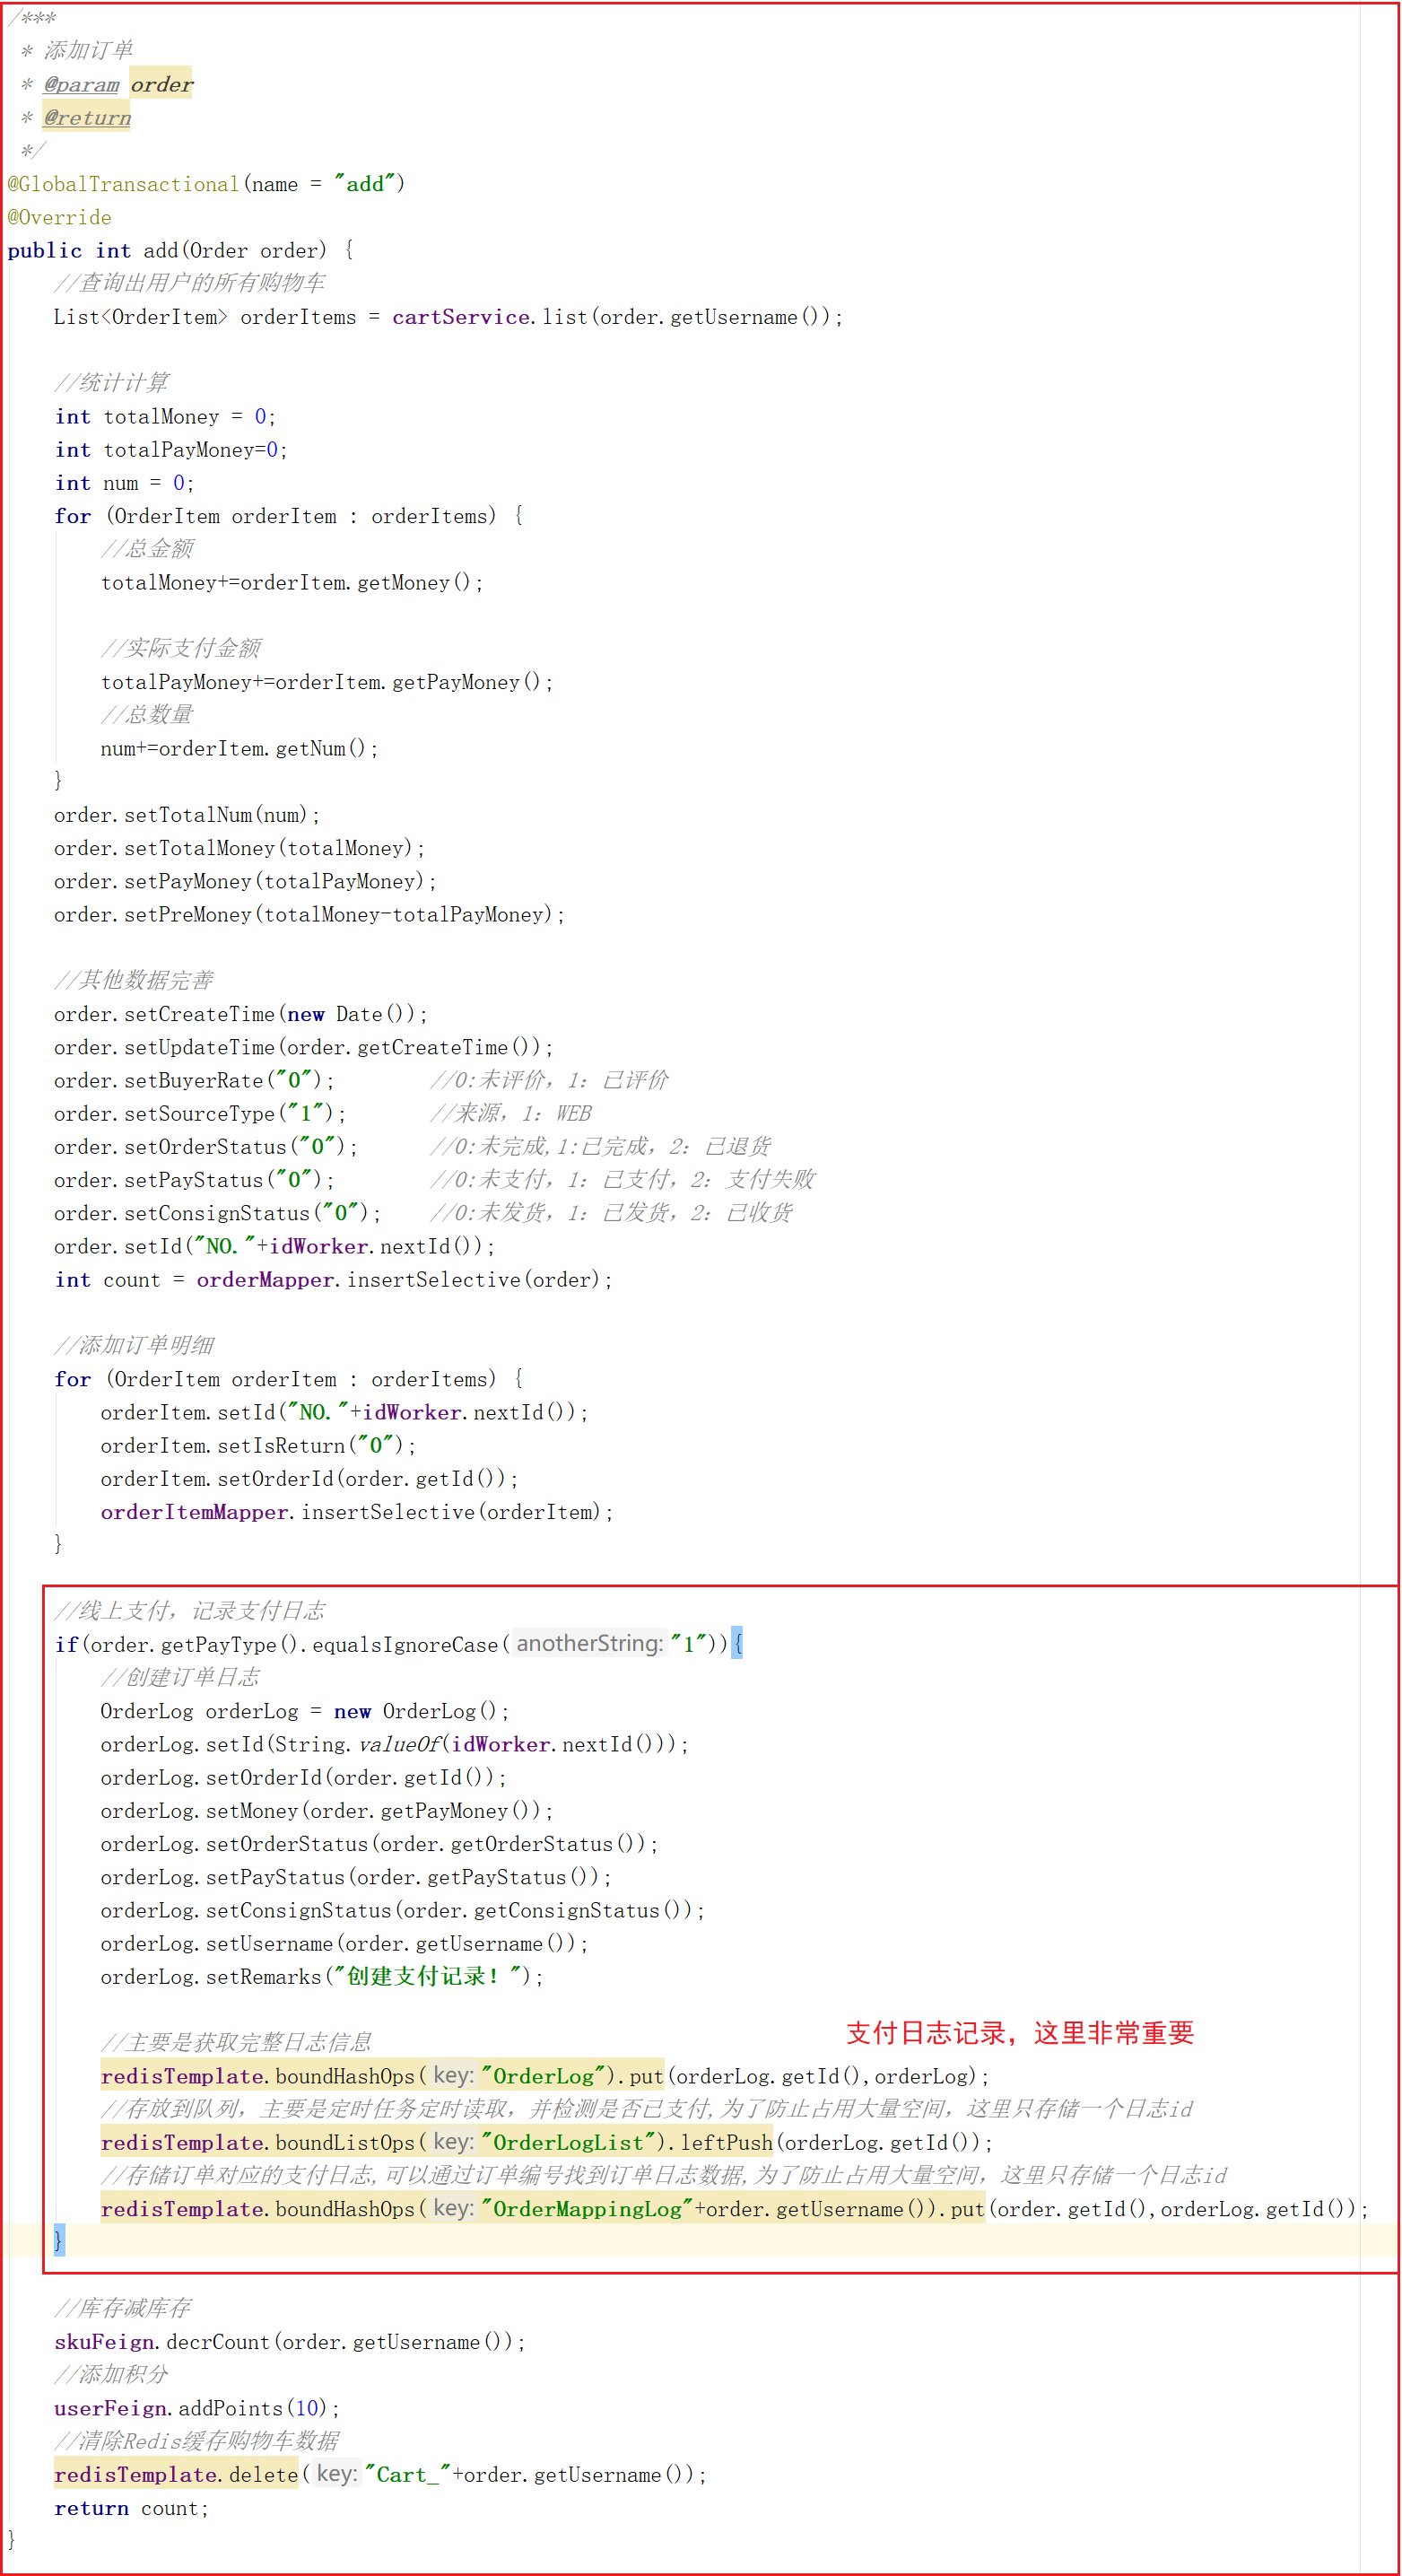 /***
 * 添加订单
 * @param order
 * @return
 */
@GlobalTransactional(name = "add")
@Override
public int add(Order order) {
    //查询出用户的所有购物车
    List<OrderItem> orderItems = cartService.list(order.getUsername());

    //统计计算
    int totalMoney = 0;
    int totalPayMoney=0;
    int num = 0;
    for (OrderItem orderItem : orderItems) {
        //总金额
        totalMoney+=orderItem.getMoney();

        //实际支付金额
        totalPayMoney+=orderItem.getPayMoney();
        //总数量
        num+=orderItem.getNum();
    }
    order.setTotalNum(num);
    order.setTotalMoney(totalMoney);
    order.setPayMoney(totalPayMoney);
    order.setPreMoney(totalMoney-totalPayMoney);

    //其他数据完善
    order.setCreateTime(new Date());
    order.setUpdateTime(order.getCreateTime());
    order.setBuyerRate("0");        //0:未评价，1：已评价
    order.setSourceType("1");       //来源，1：WEB
    order.setOrderStatus("0");      //0:未完成,1:已完成，2：已退货
    order.setPayStatus("0");        //0:未支付，1：已支付，2：支付失败
    order.setConsignStatus("0");    //0:未发货，1：已发货，2：已收货
    order.setId("NO."+idWorker.nextId());
    int count = orderMapper.insertSelective(order);

    //添加订单明细
    for (OrderItem orderItem : orderItems) {
        orderItem.setId("NO."+idWorker.nextId());
        orderItem.setIsReturn("0");
        orderItem.setOrderId(order.getId());
        orderItemMapper.insertSelective(orderItem);
    }

    //线上支付，记录支付日志
    if(order.getPayType().equalsIgnoreCase( anotherString: "1")){
        //创建订单日志
        OrderLog orderLog = new OrderLog();
        orderLog.setId(String.valueOf(idWorker.nextId()));
        orderLog.setOrderId(order.getId());
        orderLog.setMoney(order.getPayMoney());
        orderLog.setOrderStatus(order.getOrderStatus());
        orderLog.setPayStatus(order.getPayStatus());
        orderLog.setConsignStatus(order.getConsignStatus());
        orderLog.setUsername(order.getUsername());
        orderLog.setRemarks("创建支付记录！");

        //主要是获取完整日志信息 支付日志记录，这里非常重要
        redisTemplate.boundHashOps( key: "OrderLog").put(orderLog.getId(),orderLog);
        //存放到队列，主要是定时任务定时读取，并检测是否已支付,为了防止占用大量空间，这里只存储一个日志id
        redisTemplate.boundListOps( key: "OrderLogList").leftPush(orderLog.getId());
        //存储订单对应的支付日志,可以通过订单编号找到订单日志数据,为了防止占用大量空间，这里只存储一个日志id
        redisTemplate.boundHashOps( key: "OrderMappingLog"+order.getUsername()).put(order.getId(),orderLog.getId());
    }

    //库存减库存
    skuFeign.decrCount(order.getUsername());
    //添加积分
    userFeign.addPoints(10);
    //清除Redis缓存购物车数据
    redisTemplate.delete( key: "Cart_"+order.getUsername());
    return count;
}